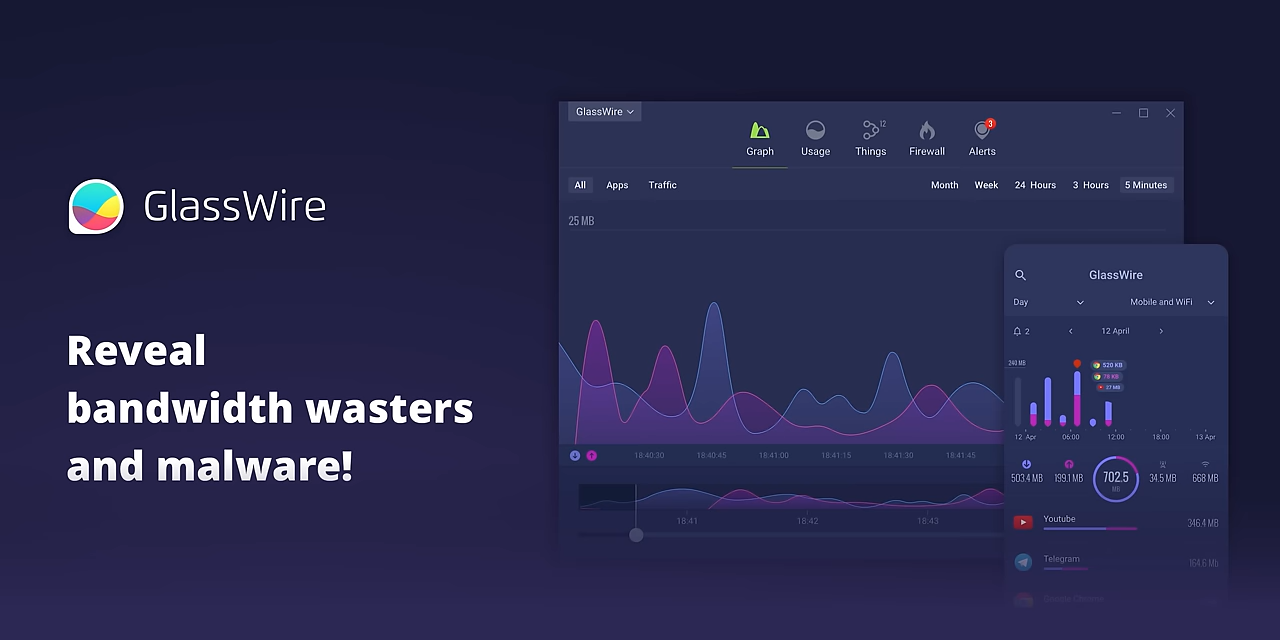 GlassWire
Reveal
bandwidth wasters
and malware!
GlassWire
12
3
Graph Usage Things Firewall Alerts
All Apps Traffic Month Week 24 Hours 3 Hours 5 Minutes
25 MB
18:40:30 18:40:45 18:41:00 18:41:15 18:41:30 18:41:45
18:41 18:42 18:43
GlassWire
Day Mobile and WiFi
2 12 April
240 MB
520 KB
78 KB
27 MB
12 Apr 06:00 12:00 18:00 13 Apr
503.4 MB 199.1 MB 702.5 MB 34.5 MB 668 MB
Youtube 346.4 MB
Telegram 164.6 Mb